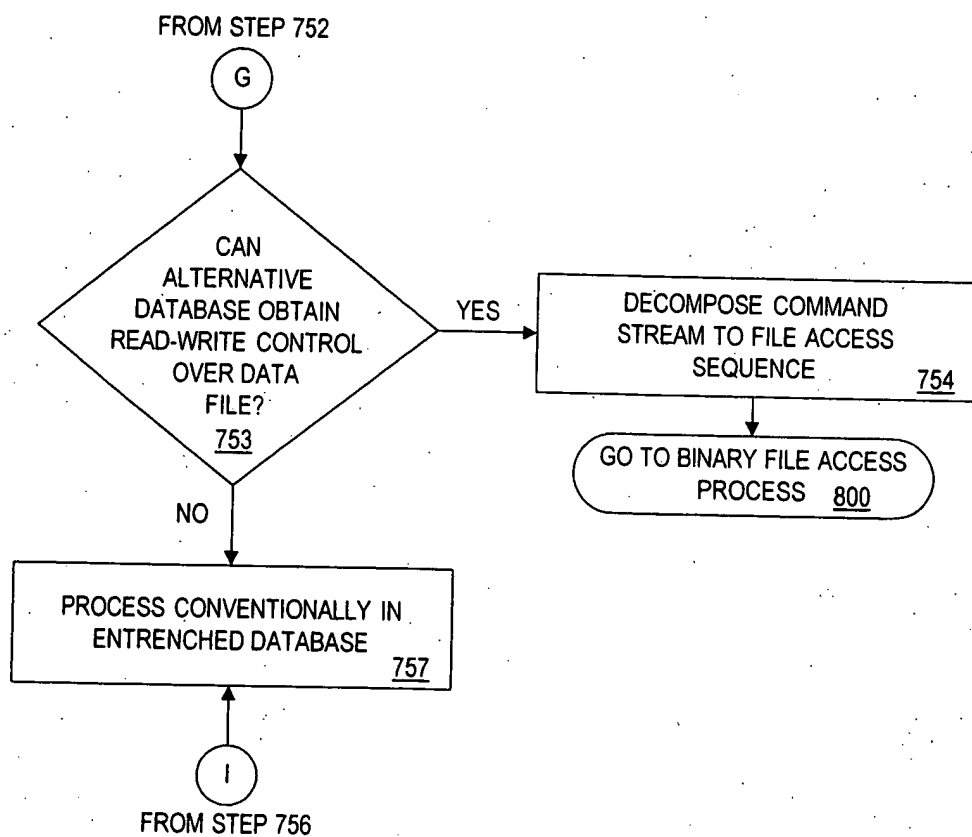 FROM STEP 752
G
CAN
ALTERNATIVE
DATABASE OBTAIN
READ-WRITE CONTROL
OVER DATA
FILE?
753
YES
DECOMPOSE COMMAND
STREAM TO FILE ACCESS
SEQUENCE 754
GO TO BINARY FILE ACCESS
PROCESS 800
NO
PROCESS CONVENTIONALLY IN
ENTRENCHED DATABASE
757
I
FROM STEP 756